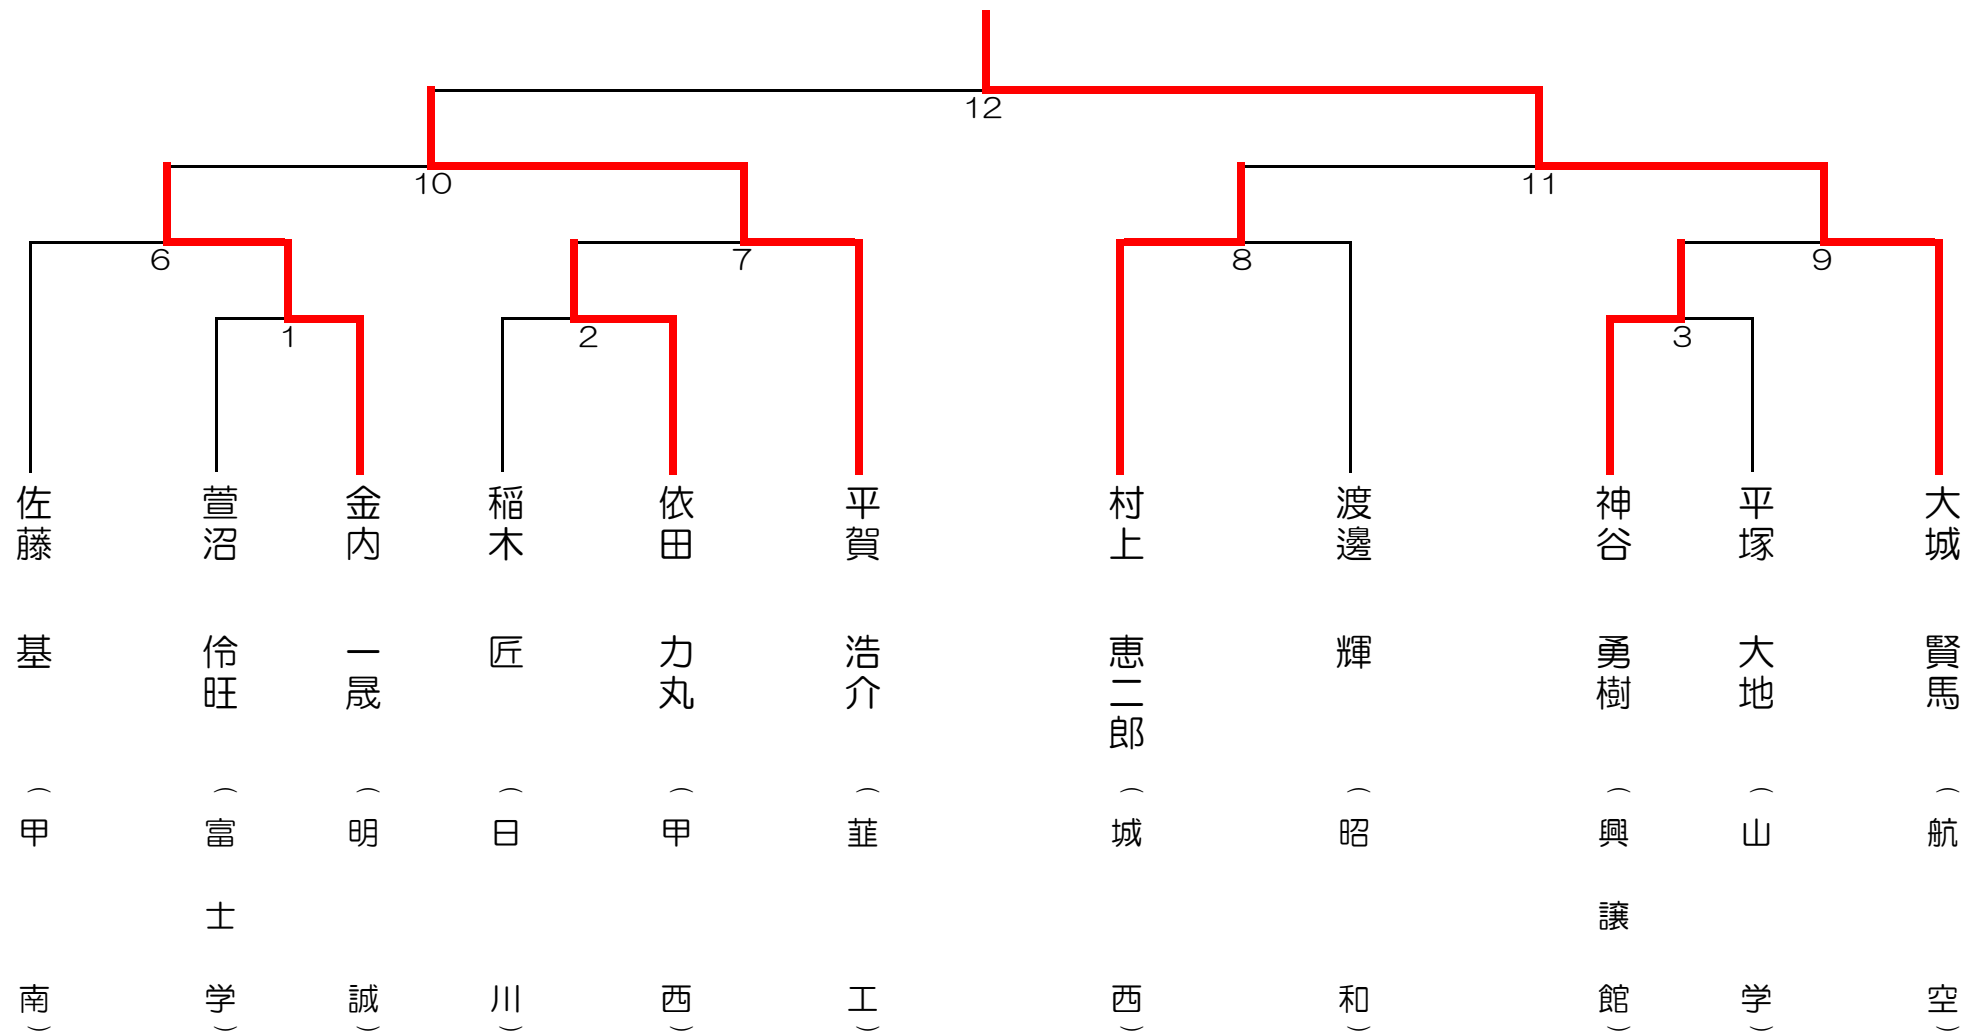 12
10
11
6
7
8
9
1
2
3
佐藤 基 （甲南）
萱沼 伶旺 （富士学）
金内 一晟 （明誠）
稲木 匠 （日川）
依田 力丸 （甲西）
平賀 浩介 （韮工）
村上 恵二郎 （城西）
渡邊 輝 （昭和）
神谷 勇樹 （興譲館）
平塚 大地 （山学）
大城 賢馬 （航空）